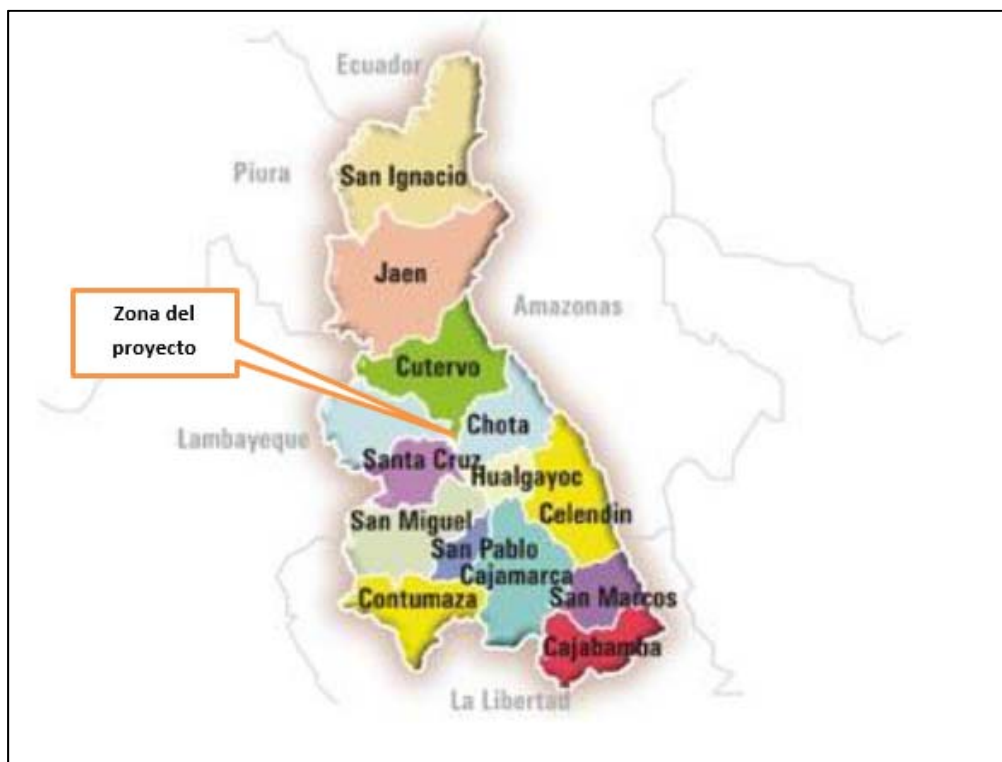 Ecuador
Piura
San Ignacio
Jaen
Amazonas
Zona del
proyecto
Cutervo
Lambayeque
Chota
Santa Cruz
Hualgayoc
San Miguel
Celendin
San Pablo
Cajamarca
Contumaza
San Marcos
Cajabamba
La Libertad